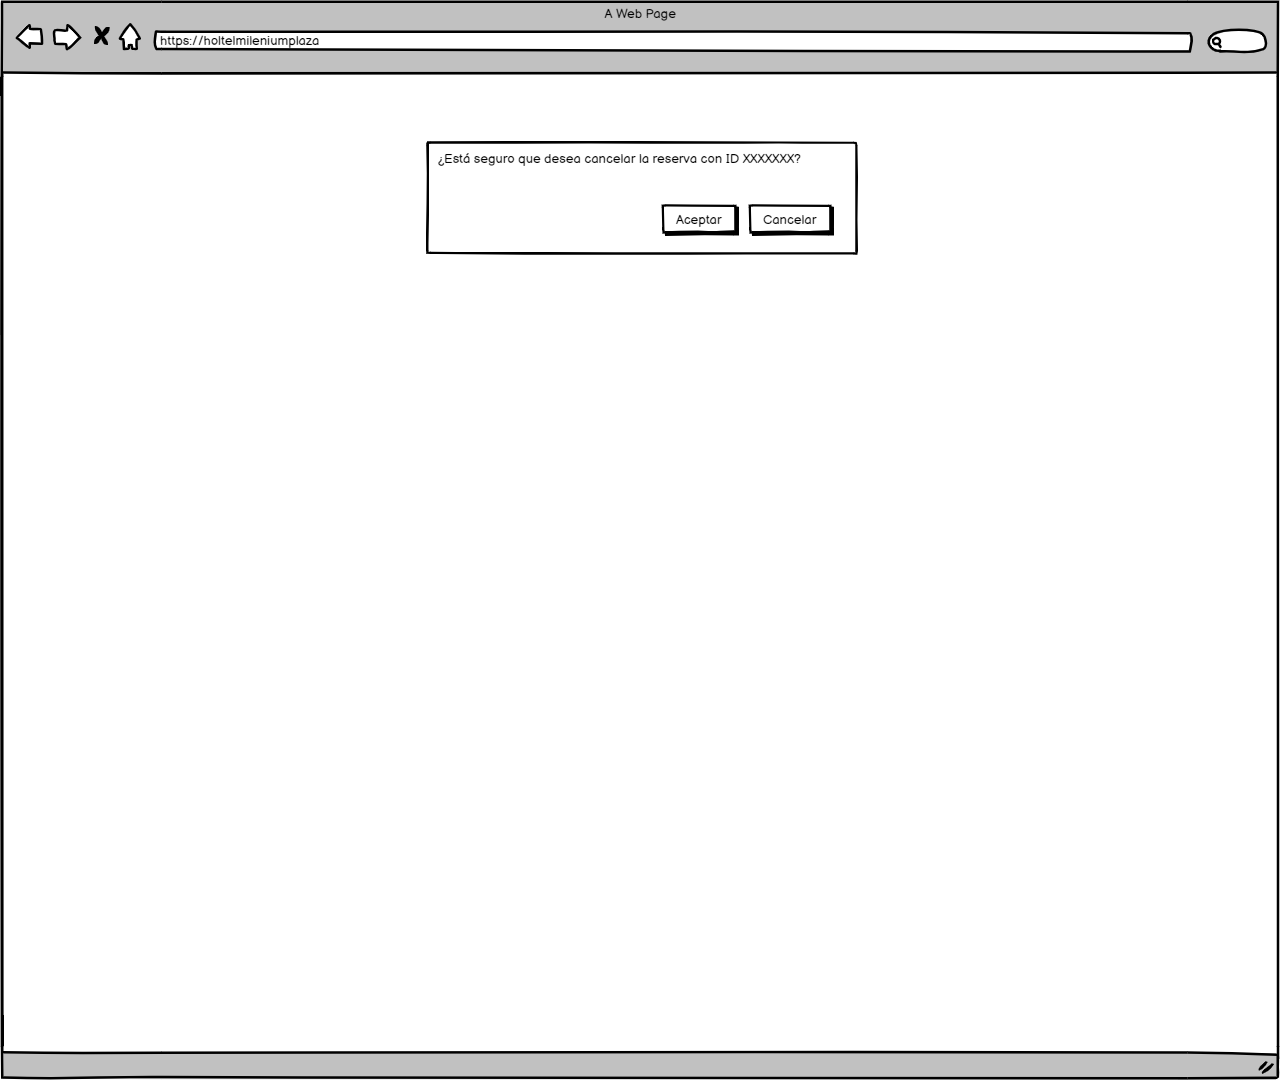 A Web Page
https://holtelmileniumplaza
¿Está seguro que desea cancelar la reserva con ID XXXXXXX?
Aceptar
Cancelar